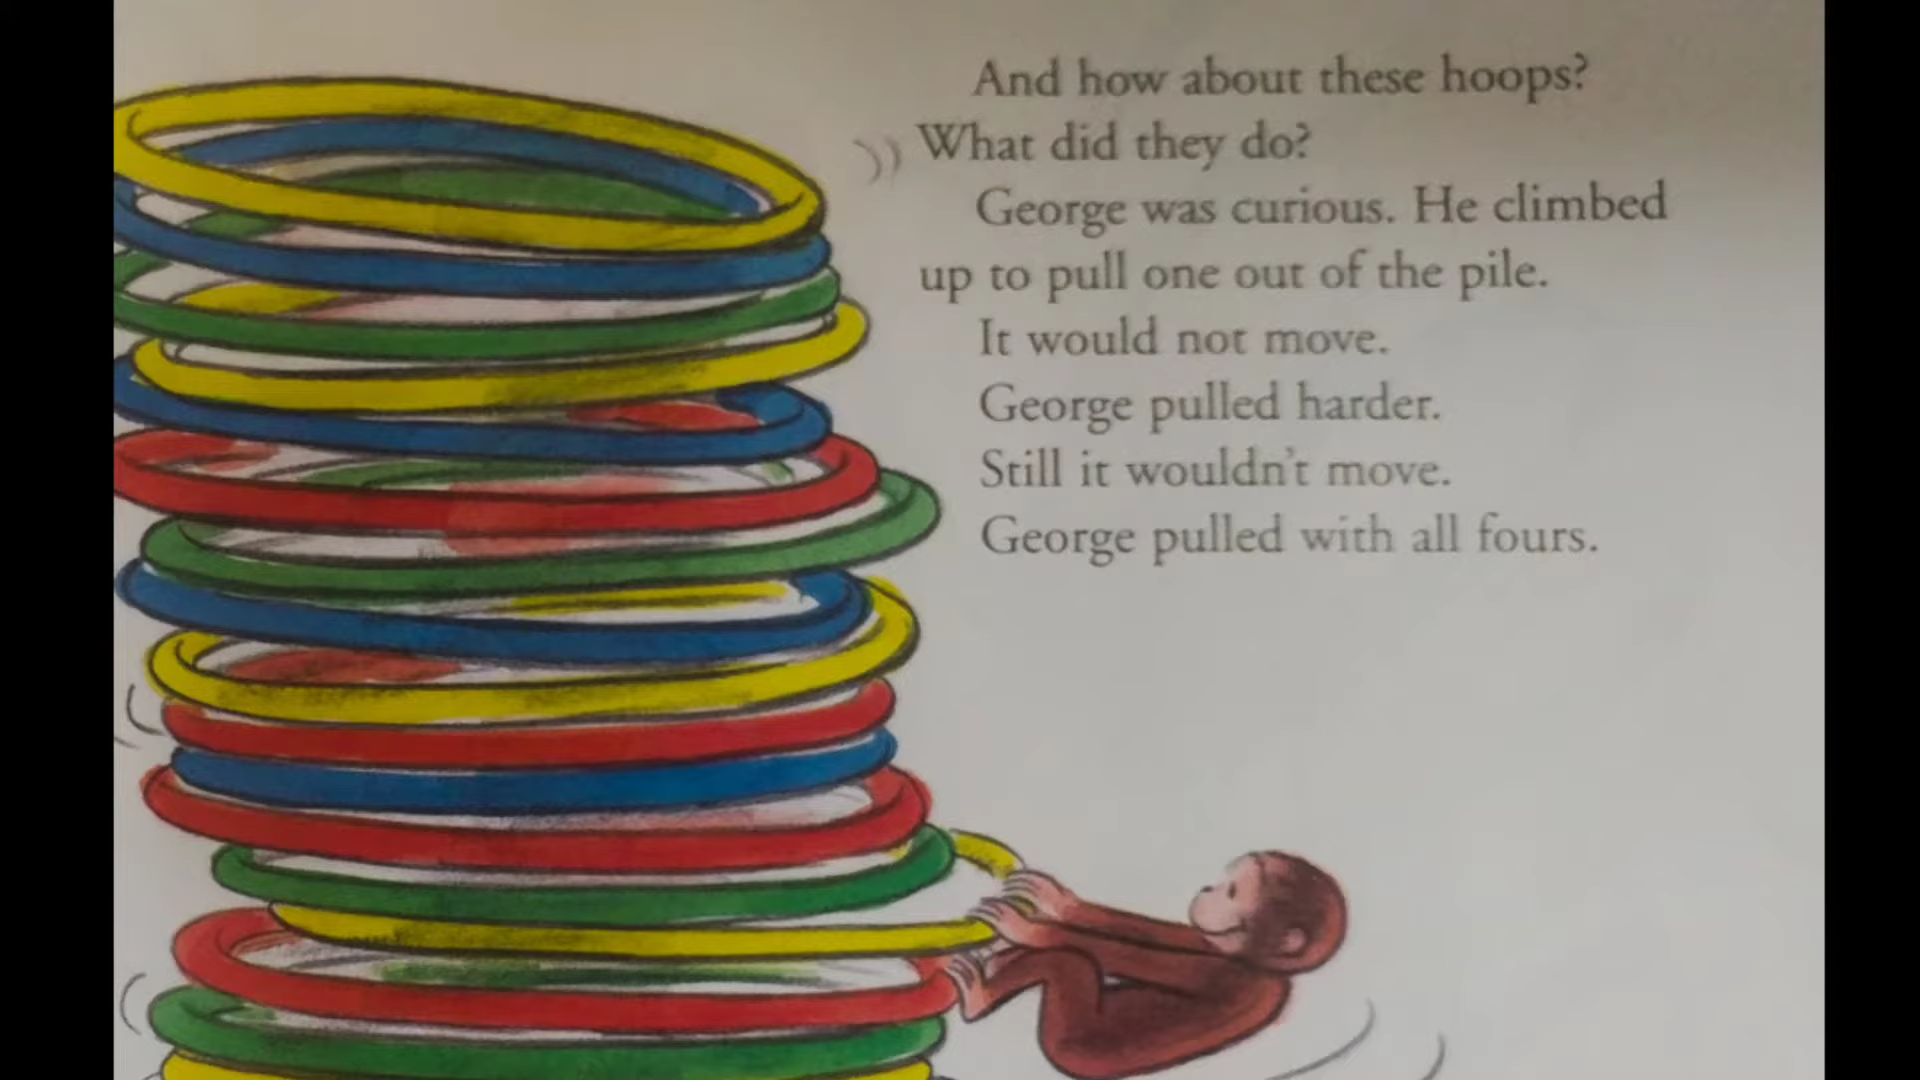 And how about these hoops?
What did they do?
George was curious. He climbed
up to pull one out of the pile.
It would not move.
George pulled harder.
Still it wouldn't move.
George pulled with all fours.